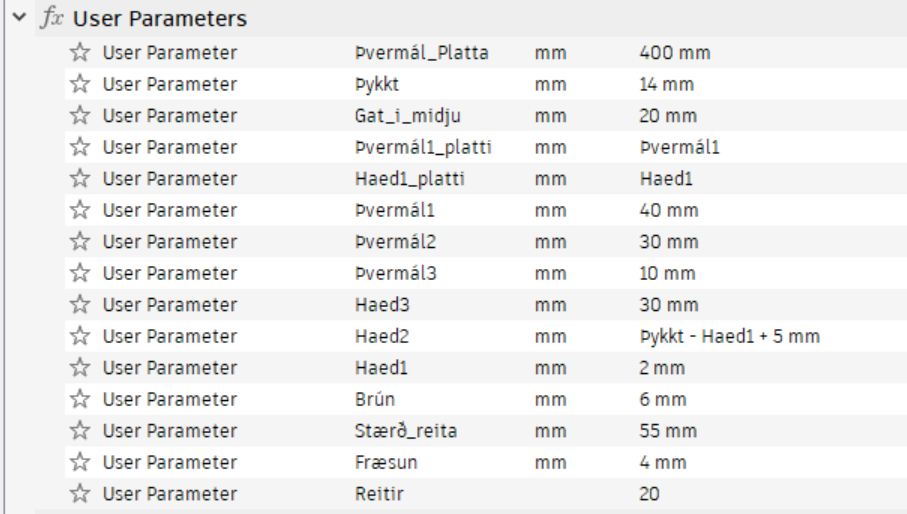 fx User Parameters
User Parameter Þvermál_Platta mm 400 mm
User Parameter Þykkt mm 14 mm
User Parameter Gat_i_midju mm 20 mm
User Parameter Þvermál1_platti mm Þvermál1
User Parameter Haed1_platti mm Haed1
User Parameter Þvermál1 mm 40 mm
User Parameter Þvermál2 mm 30 mm
User Parameter Þvermál3 mm 10 mm
User Parameter Haed3 mm 30 mm
User Parameter Haed2 mm Þykkt - Haed1 + 5 mm
User Parameter Haed1 mm 2 mm
User Parameter Brún mm 6 mm
User Parameter Stærð_reita mm 55 mm
User Parameter Fræsun mm 4 mm
User Parameter Reitir 20